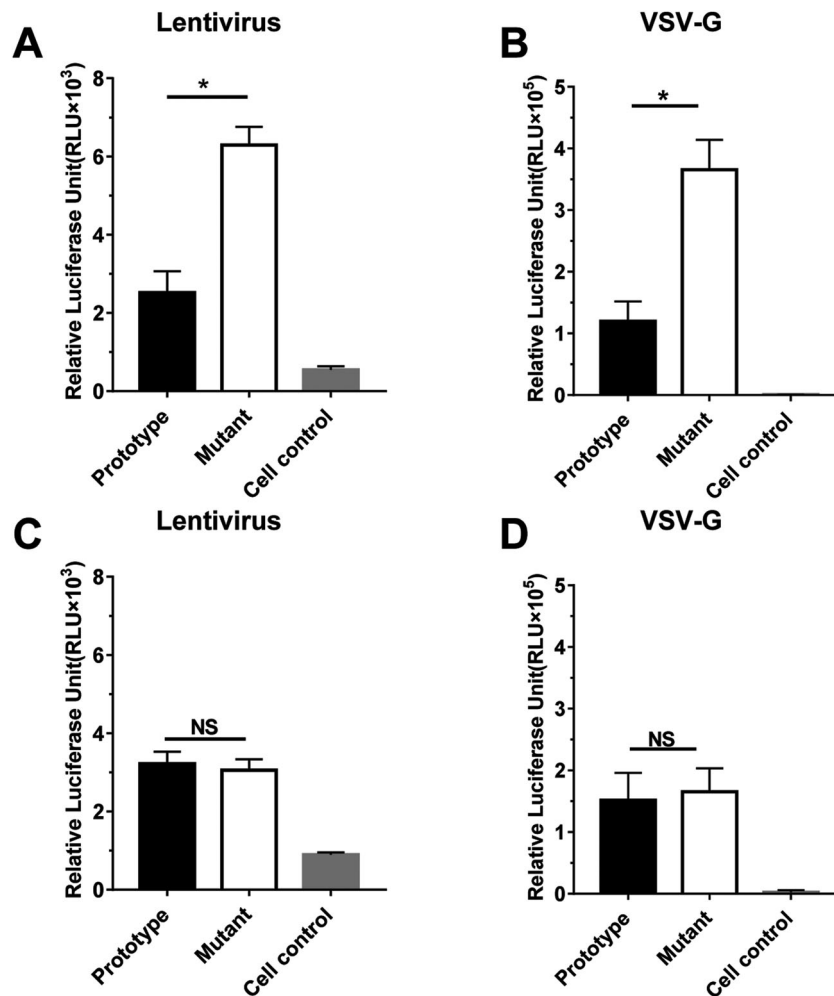 A
Lentivirus
Relative Luciferase Unit(RLU×10³)
8
6
4
2
0
*
Prototype
Mutant
Cell control
B
VSV-G
Relative Luciferase Unit(RLU×10⁵)
5
4
3
2
1
0
*
Prototype
Mutant
Cell control
C
Lentivirus
Relative Luciferase Unit(RLU×10³)
8
6
4
2
0
NS
Prototype
Mutant
Cell control
D
VSV-G
Relative Luciferase Unit(RLU×10⁵)
5
4
3
2
1
0
NS
Prototype
Mutant
Cell control